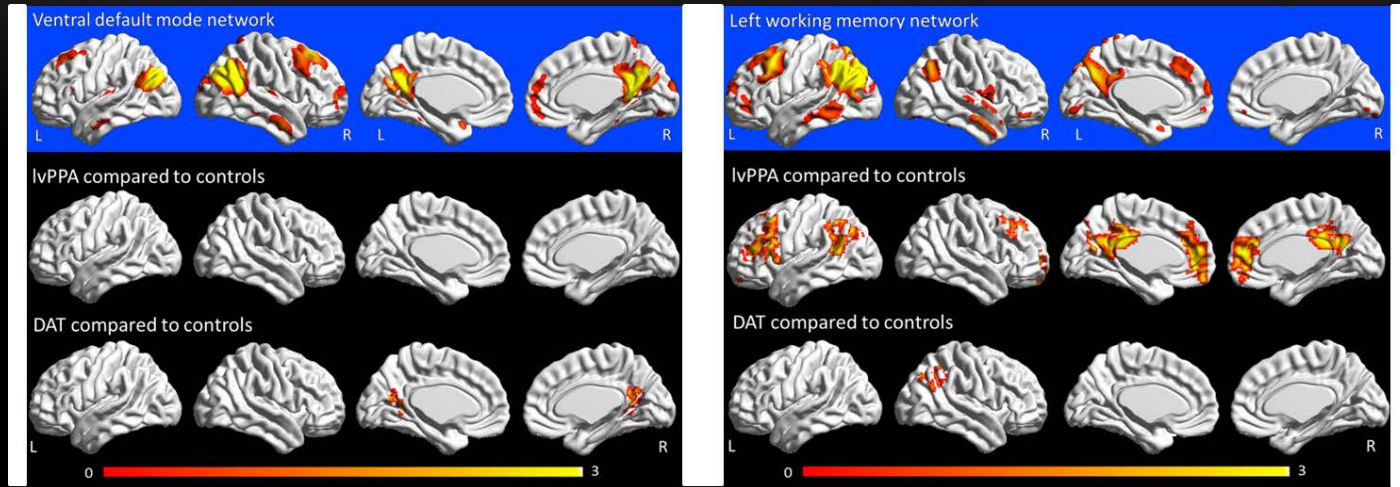 Ventral default mode network
L R L R
lvPPA compared to controls
DAT compared to controls
L R
0 3
Left working memory network
L R L R
lvPPA compared to controls
DAT compared to controls
L R
0 3